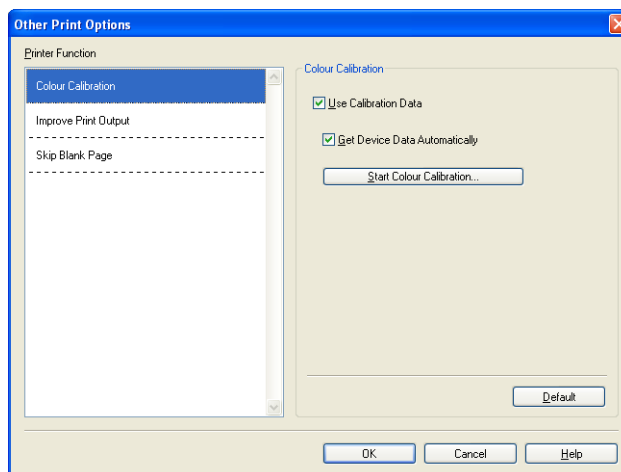 Other Print Options
Printer Function
Colour Calibration
Improve Print Output
Skip Blank Page
Colour Calibration
Use Calibration Data
Get Device Data Automatically
Start Colour Calibration...
Default
OK Cancel Help